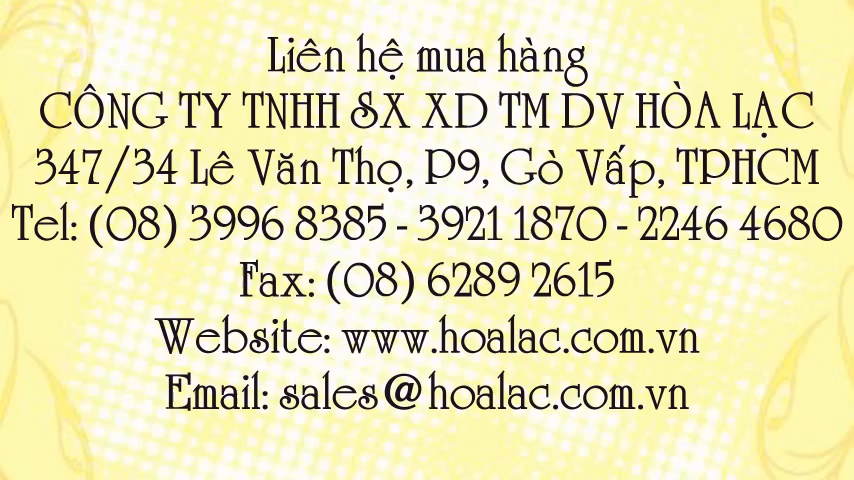 Liên hệ mua hàng
CÔNG TY TNHH SX XD TM DV HÒA LẠC
347/34 Lê Văn Thọ, P9, Gò Vấp, TPHCM
Tel: (08) 3996 8385 - 3921 1870 - 2246 4680
Fax: (08) 6289 2615
Website: www.hoalac.com.vn
Email: sales@hoalac.com.vn